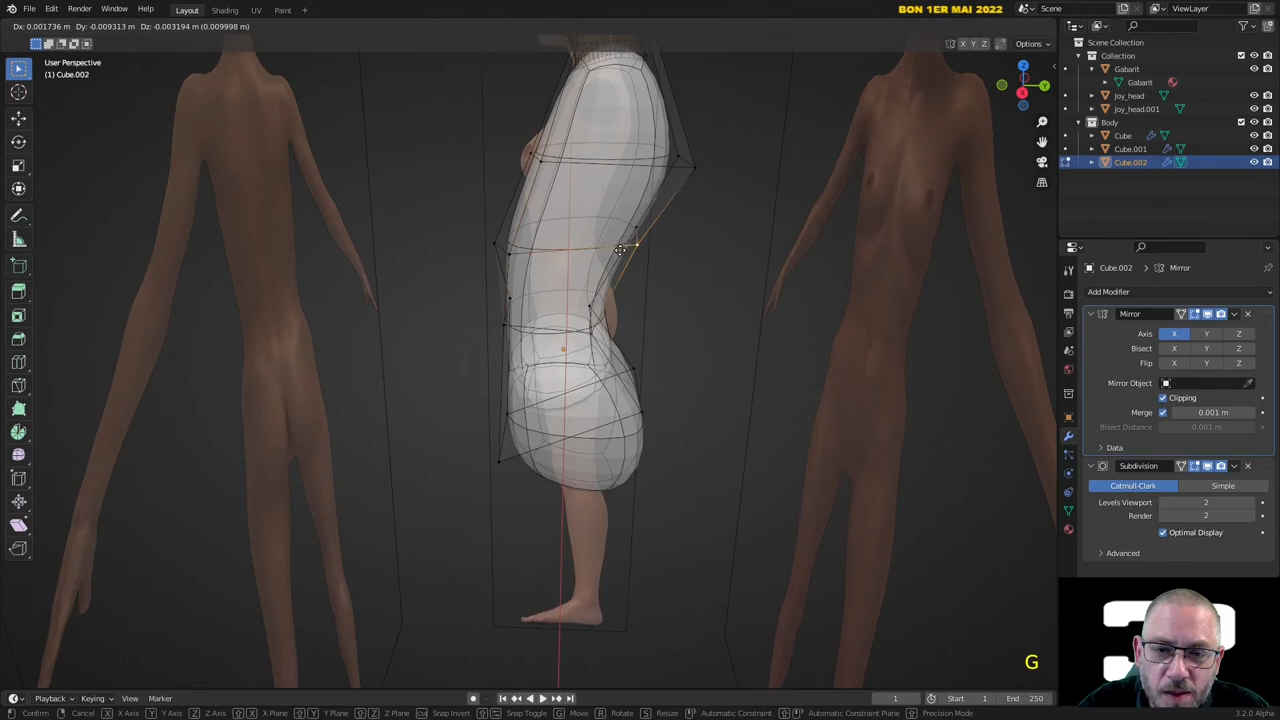 File Edit Render Window Help Layout Shading UV Paint BON 1ER MAI 2022 Scene ViewLayer
Dx: 0.001736 m Dy: -0.009313 m Dz: -0.003194 m (0.009998 m)
X Y Z Options
User Perspective
(1) Cube.002
Z
Y
X
Scene Collection
Collection
Gabarit
Gabarit
Joy_head
Joy_head.001
Body
Cube
Cube.001
Cube.002
Cube.002 Mirror
Add Modifier
Mirror
Axis X Y Z
Bisect X Y Z
Flip X Y Z
Mirror Object
Clipping
Merge 0.001 m
Bisect Distance 0.001 m
Data
Subdivision
Catmull-Clark Simple
Levels Viewport 2
Render 2
Optimal Display
Advanced
G
Playback Keying View Marker 1 Start 1 End 250
Confirm Cancel X X Axis Y Y Axis Z Z Axis X X Plane Y Y Plane Z Z Plane Snap Invert Snap Toggle G Move R Rotate S Resize Automatic Constraint Automatic Constraint Plane Precision Mode 3.2.0 Alpha